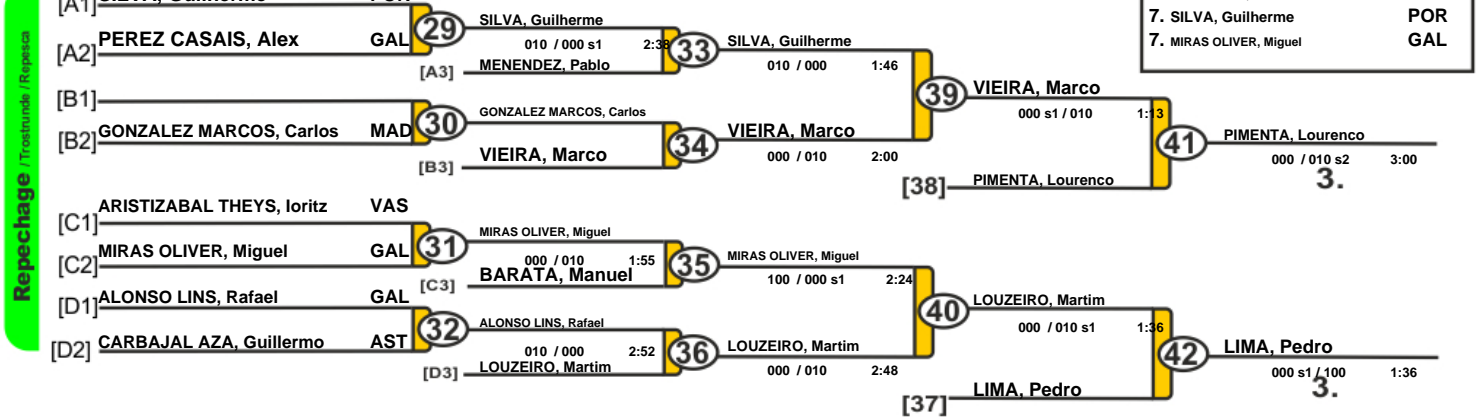 Repechage / Trostrunde / Repesca
[A1]
[A2] PEREZ CASAIS, Alex GAL
29
SILVA, Guilherme
010 / 000 s1 2:38
[A3] MENENDEZ, Pablo
33
SILVA, Guilherme
010 / 000 1:46
[B1]
[B2] GONZALEZ MARCOS, Carlos MAD
30
GONZALEZ MARCOS, Carlos
[B3] VIEIRA, Marco
34
VIEIRA, Marco
000 / 010 2:00
39
VIEIRA, Marco
000 s1 / 010 1:13
[38] PIMENTA, Lourenco
41
PIMENTA, Lourenco
000 / 010 s2 3:00
3.
[C1] ARISTIZABAL THEYS, Ioritz VAS
[C2] MIRAS OLIVER, Miguel GAL
31
MIRAS OLIVER, Miguel
000 / 010 1:55
[C3] BARATA, Manuel
35
MIRAS OLIVER, Miguel
100 / 000 s1 2:24
[D1] ALONSO LINS, Rafael GAL
[D2] CARBAJAL AZA, Guillermo AST
32
ALONSO LINS, Rafael
010 / 000 2:52
[D3] LOUZEIRO, Martim
36
LOUZEIRO, Martim
000 / 010 2:48
40
LOUZEIRO, Martim
000 / 010 s1 1:36
[37] LIMA, Pedro
42
LIMA, Pedro
000 s1 / 100 1:36
3.
7. SILVA, Guilherme POR
7. MIRAS OLIVER, Miguel GAL